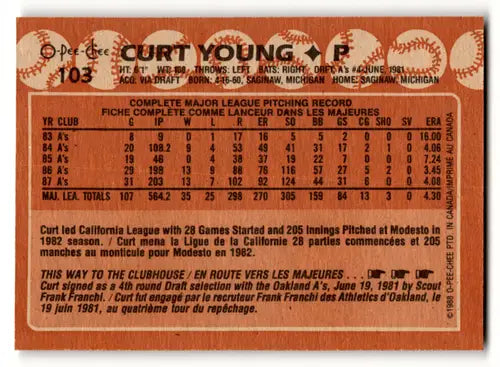 O-Pee-Chee
103
CURT YOUNG ♦ P
HT: 6'1" WT: 180 THROWS: LEFT BATS: RIGHT DRFT: A's #4-JUNE, 1981
ACQ: VIA DRAFT BORN: 4-16-60, SAGINAW, MICHIGAN HOME: SAGINAW, MICHIGAN
COMPLETE MAJOR LEAGUE PITCHING RECORD
FICHE COMPLÈTE COMME LANCEUR DANS LES MAJEURES
YR CLUB G IP W L R ER SO BB GS CG SHO SV ERA
83 A's 8 9 0 1 17 16 5 5 2 0 0 0 16.00
84 A's 20 108.2 9 4
85 A's 19 46 0 4 38 37 19 22 7 0 0 0 7.24
86 A's 29 198 13 9 88 76 116 57 27 5 2 0 3.45
87 A's 31 203 13 7 102 92 124 44 31 6 0 0 4.08
MAJ. LEA. TOTALS 107 564.2 35 25 298 270 305 159 84 13 3 0 4.30
Curt led California League with 28 Games Started and 205 Innings Pitched at Modesto in
1982 season. / Curt mena la Ligue de la Californie 28 parties commencées et 205
manches au monticule pour Modesto en 1982.
THIS WAY TO THE CLUBHOUSE / EN ROUTE VERS LES MAJEURES . . .
Curt signed as a 4th round Draft selection with the Oakland A's, June 19, 1981 by Scout
Frank Franchi. / Curt fut engagé par le recruteur Frank Franchi des Athletics d'Oakland, le
19 juin 1981, au quatrième tour du repêchage.
©1988 O-PEE-CHEE PTD. IN CANADA/IMPRIMÉ AU CANADA